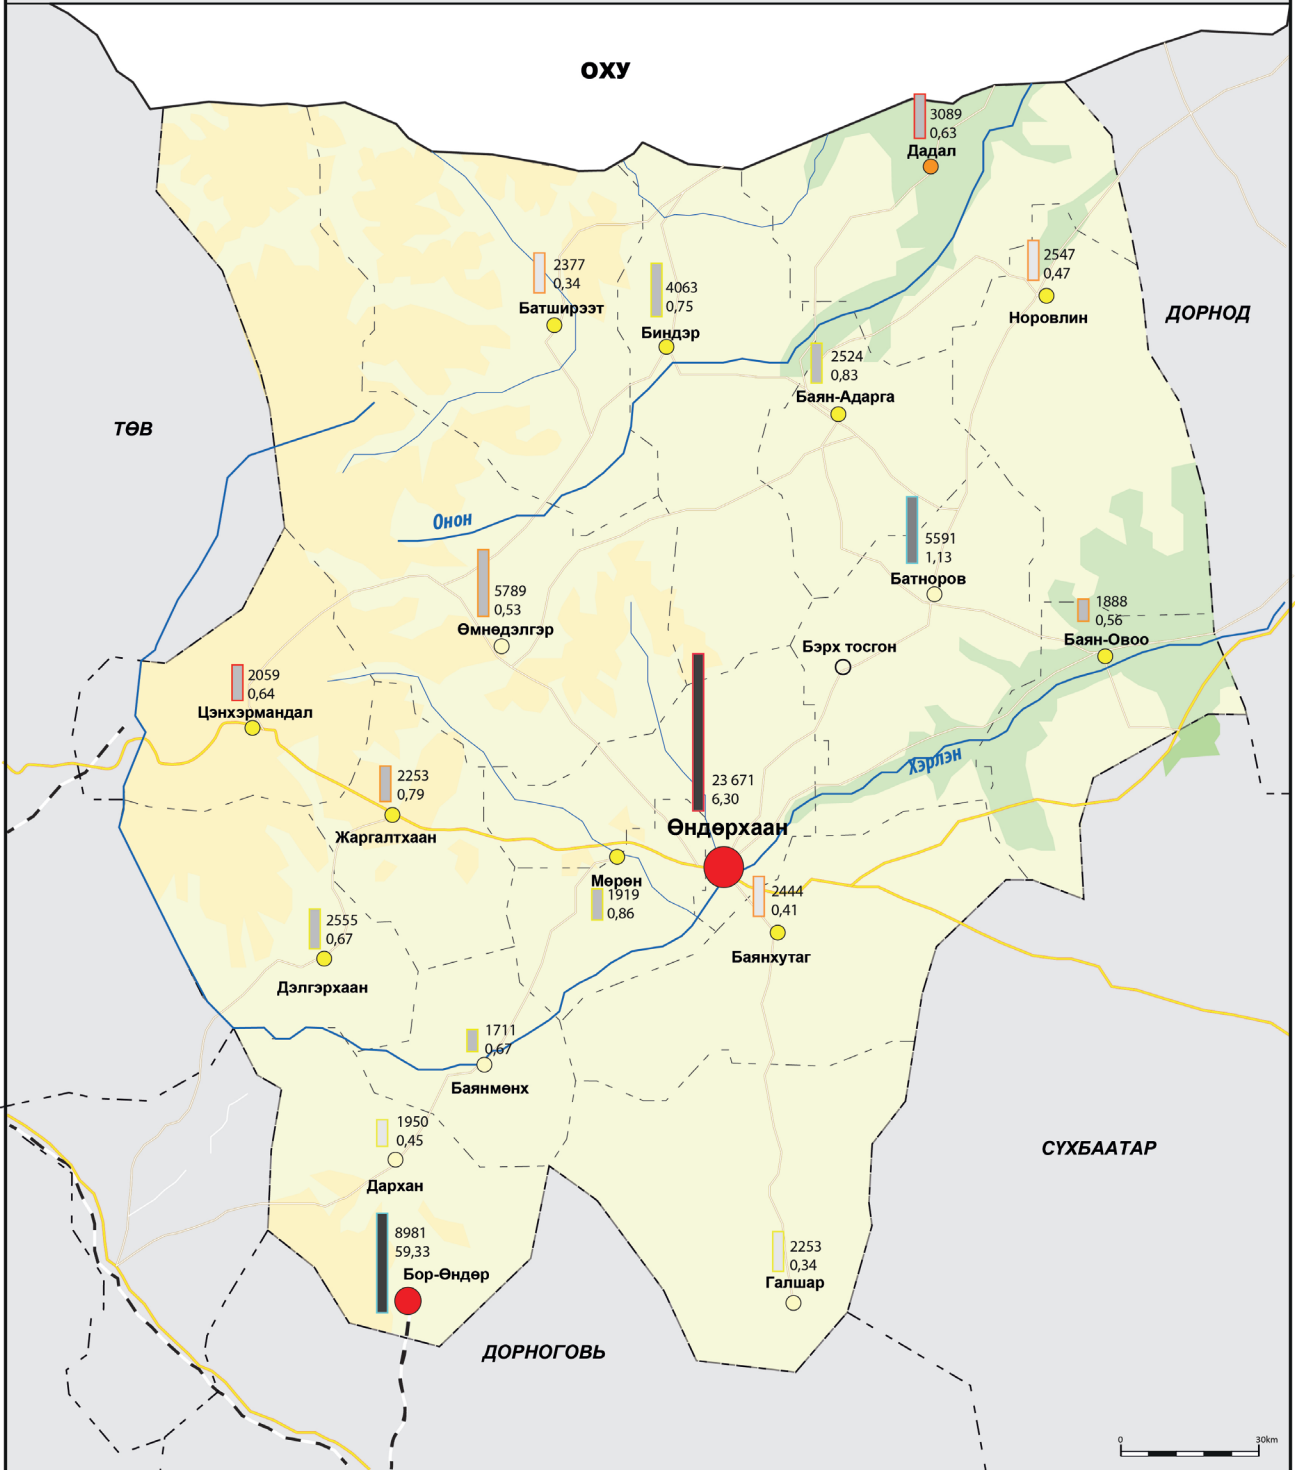 ОХУ
3089
0,63
Дадал
2547
0,47
Норовлин
2377
0,34
Батширээт
4063
0,75
Биндэр
ДОРНОД
2524
0,83
Баян-Адарга
ТӨВ
Онон
5591
1,13
Батноров
5789
0,53
Өмнөдэлгэр
1888
0,56
Баян-Овоо
Бэрх тосгон
2059
0,64
Цэнхэрмандал
Хэрлэн
2253
0,79
Жаргалтхаан
23 671
6,30
Өндөрхаан
Мөрөн
1919
0,86
2444
0,41
Баянхутаг
2555
0,67
Дэлгэрхаан
1711
0,67
Баянмөнх
1950
0,45
Дархан
СҮХБААТАР
8981
59,33
Бор-Өндөр
2253
0,34
Галшар
ДОРНОГОВЬ
0 30km